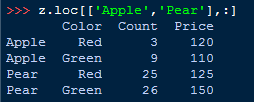 >>> z.loc[['Apple','Pear'],:]
Color Count Price
Apple Red 3 120
Apple Green 9 110
Pear Red 25 125
Pear Green 26 150